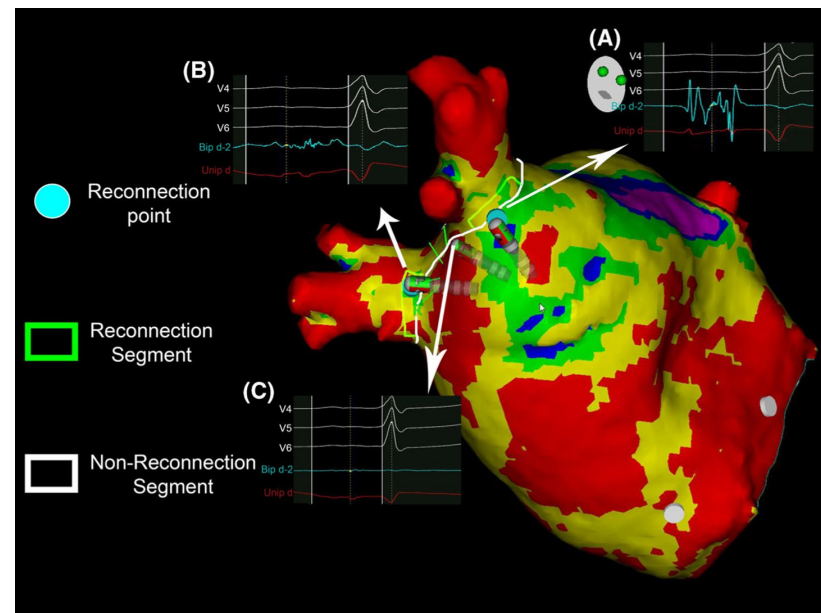 (A)
V4
V5
V6
Bip d-2
Unip d
(B)
V4
V5
V6
Bip d-2
Unip d
Reconnection
point
Reconnection
Segment
(C)
V4
V5
V6
Bip d-2
Unip d
Non-Reconnection
Segment